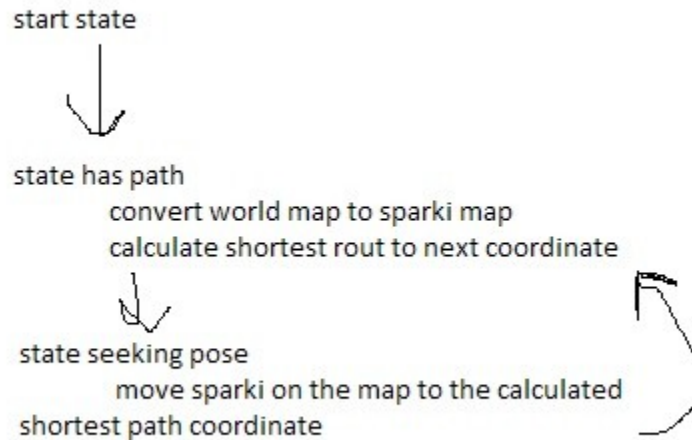 start state
state has path
convert world map to sparki map
calculate shortest rout to next coordinate
state seeking pose
move sparki on the map to the calculated
shortest path coordinate